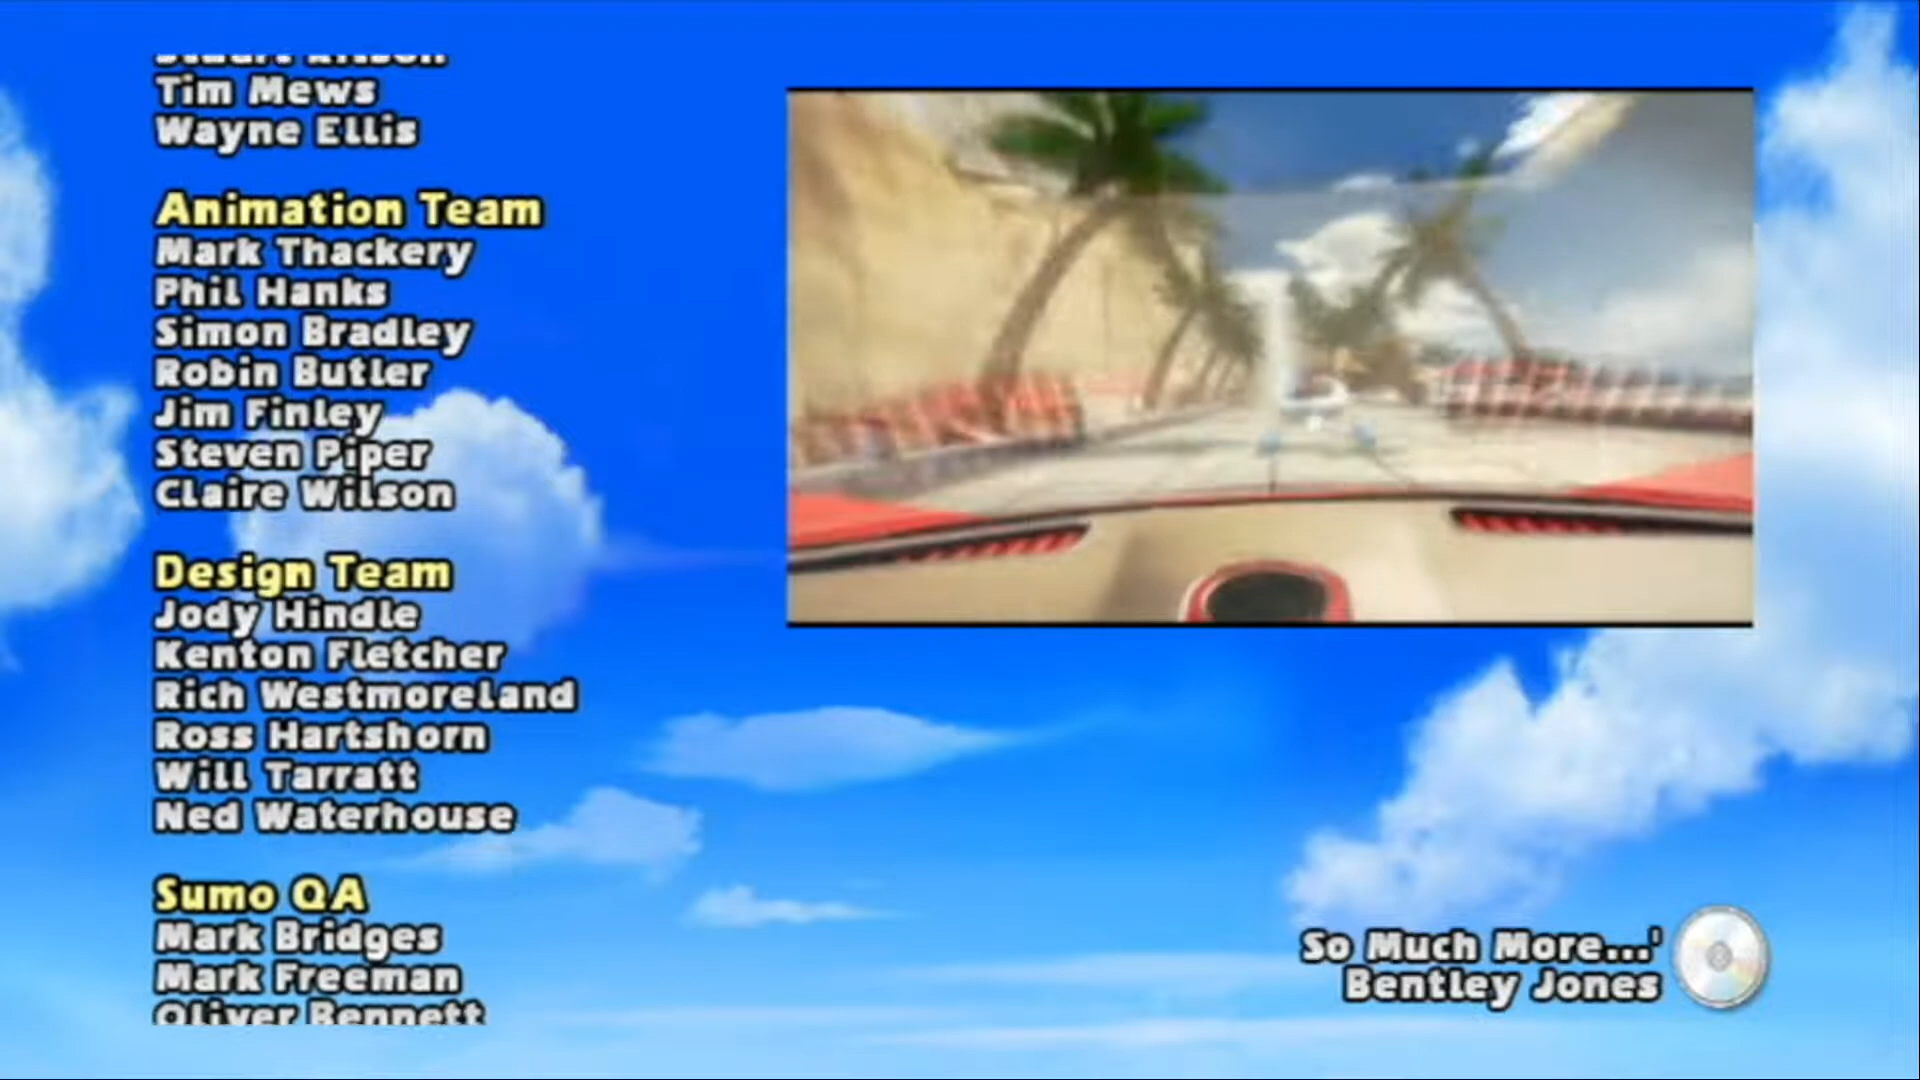 Tim Mews
Wayne Ellis
Animation Team
Mark Thackery
Phil Hanks
Simon Bradley
Robin Butler
Jim Finley
Steven Piper
Claire Wilson
Design Team
Jody Hindle
Kenton Fletcher
Rich Westmoreland
Ross Hartshorn
Will Tarratt
Ned Waterhouse
Sumo QA
Mark Bridges
Mark Freeman
Oliver Bennett
So Much More...'
Bentley Jones